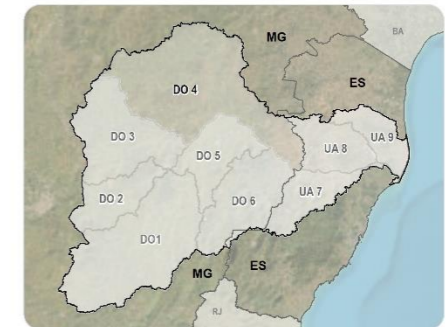 BA
MG
ES
DO 4
DO 3
UA 9
UA 8
DO 5
UA 7
DO 2
DO 6
DO1
MG
ES
RJ